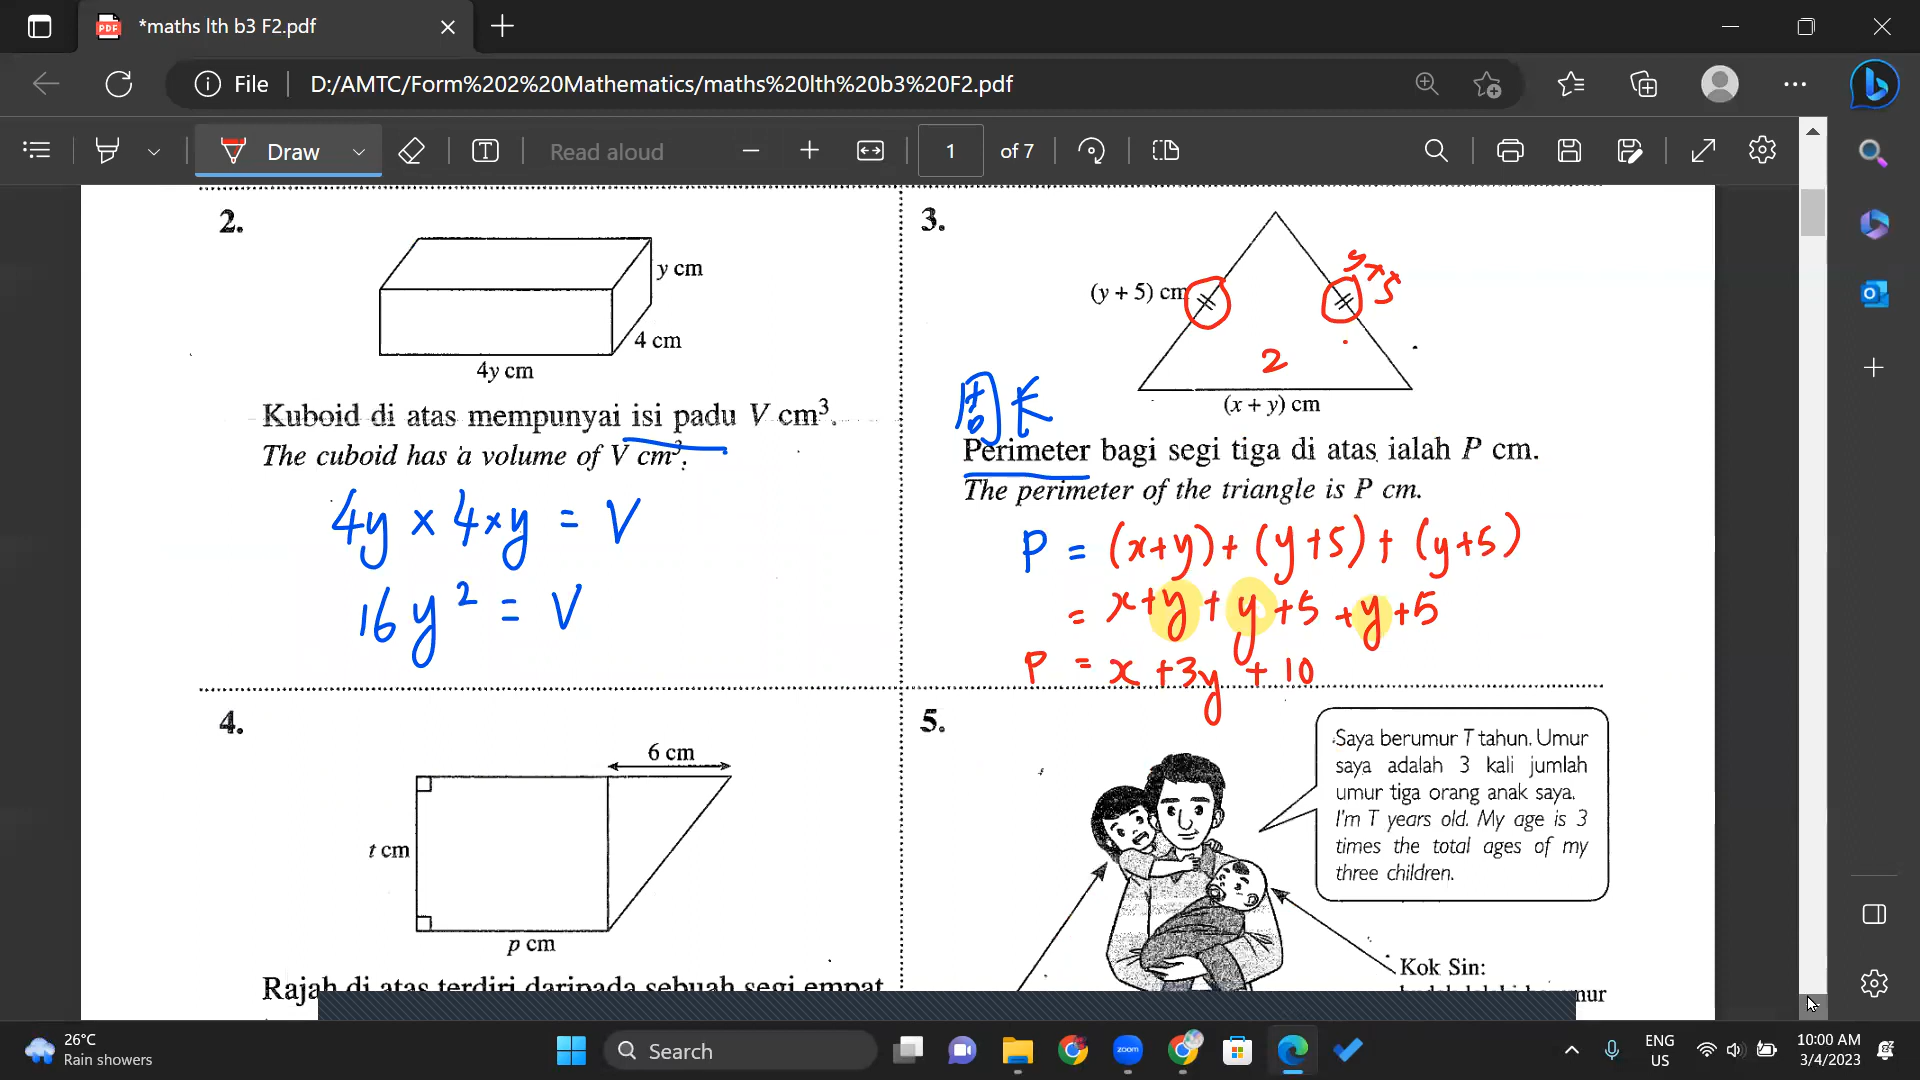 *maths lth b3 F2.pdf
File
D:/AMTC/Form%202%20Mathematics/maths%20lth%20b3%20F2.pdf
Draw
Read aloud
1 of 7
2.
y cm
4 cm
4y cm
Kuboid di atas mempunyai isi padu V cm³.
The cuboid has a volume of V cm³.
4y × 4 × y = V
16y² = V
3.
(y + 5) cm
y+5
2
(x + y) cm
周长
Perimeter bagi segi tiga di atas ialah P cm.
The perimeter of the triangle is P cm.
P = (x+y) + (y+5) + (y+5)
= x+y + y +5 +y+5
P = x +3y + 10
4.
6 cm
t cm
p cm
Rajah di atas terdiri daripada sebuah segi empat
5.
Saya berumur T tahun. Umur
saya adalah 3 kali jumlah
umur tiga orang anak saya.
I'm T years old. My age is 3
times the total ages of my
three children.
Kok Sin:
26°C
Rain showers
Search
zoom
ENG
US
10:00 AM
3/4/2023